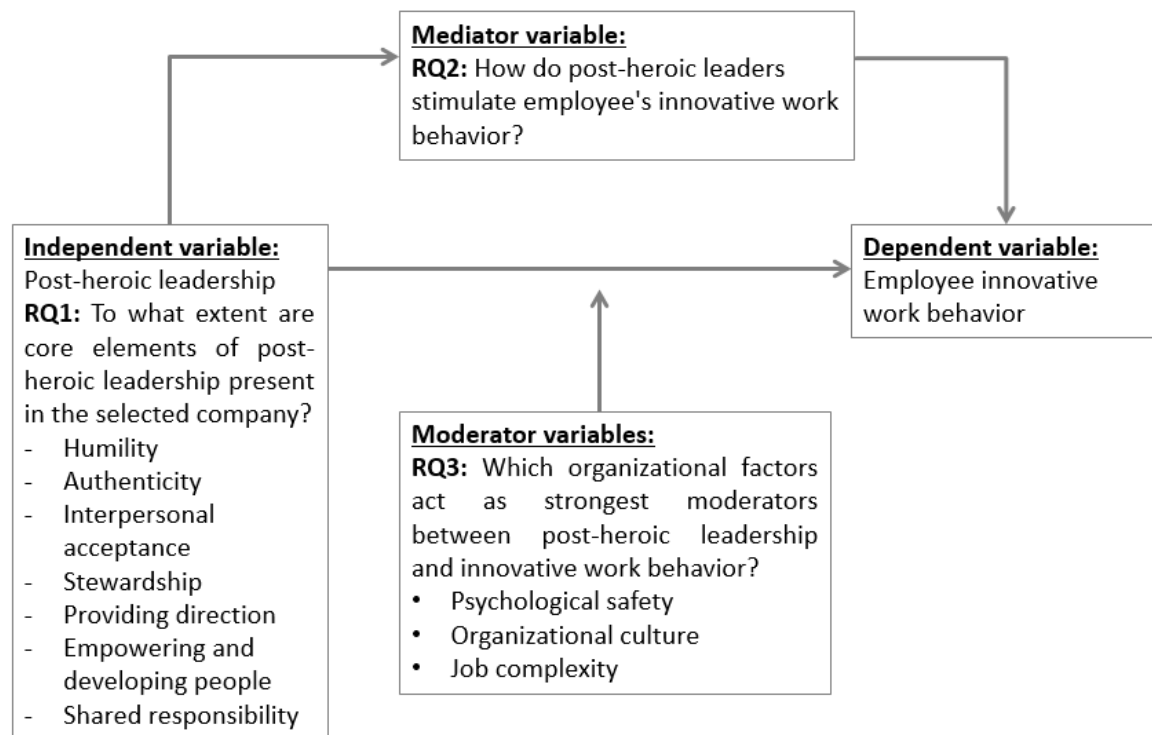 Mediator variable:
RQ2: How do post-heroic leaders
stimulate employee's innovative work
behavior?
Independent variable:
Post-heroic leadership
RQ1: To what extent are
core elements of post-
heroic leadership present
in the selected company?
- Humility
- Authenticity
- Interpersonal
acceptance
- Stewardship
- Providing direction
- Empowering and
developing people
- Shared responsibility
Dependent variable:
Employee innovative
work behavior
Moderator variables:
RQ3: Which organizational factors
act as strongest moderators
between post-heroic leadership
and innovative work behavior?
• Psychological safety
• Organizational culture
• Job complexity